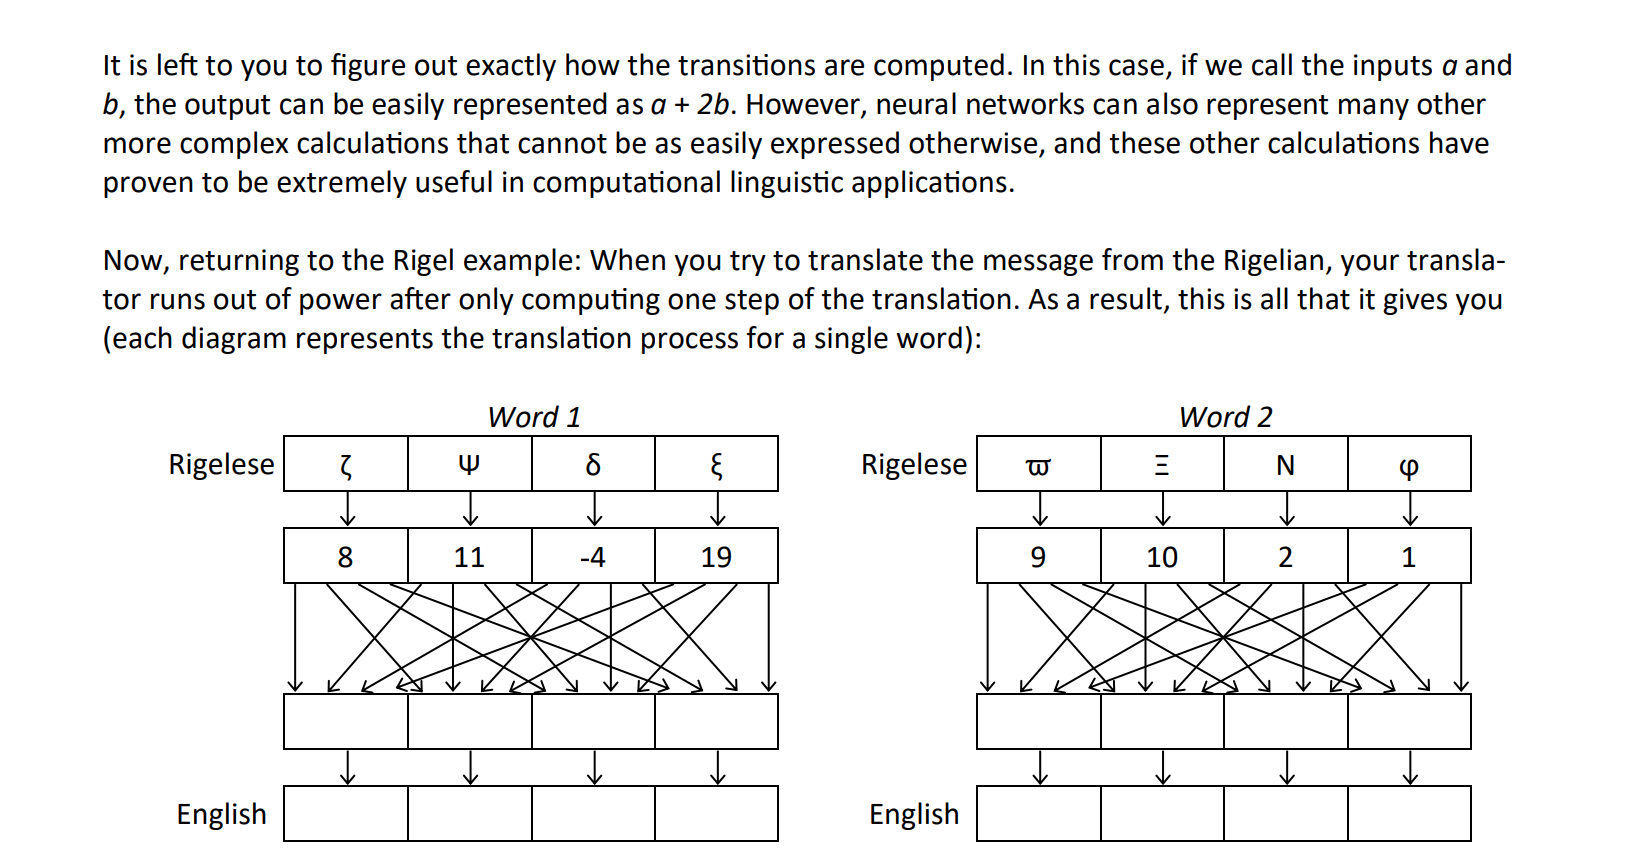 It is left to you to figure out exactly how the transitions are computed. In this case, if we call the inputs a and
b, the output can be easily represented as a + 2b. However, neural networks can also represent many other
more complex calculations that cannot be as easily expressed otherwise, and these other calculations have
proven to be extremely useful in computational linguistic applications.
Now, returning to the Rigel example: When you try to translate the message from the Rigelian, your transla-
tor runs out of power after only computing one step of the translation. As a result, this is all that it gives you
(each diagram represents the translation process for a single word):
Word 1
Rigelese ζ Ψ δ ξ
8 11 -4 19
English
Word 2
Rigelese ϖ Ξ Ν φ
9 10 2 1
English